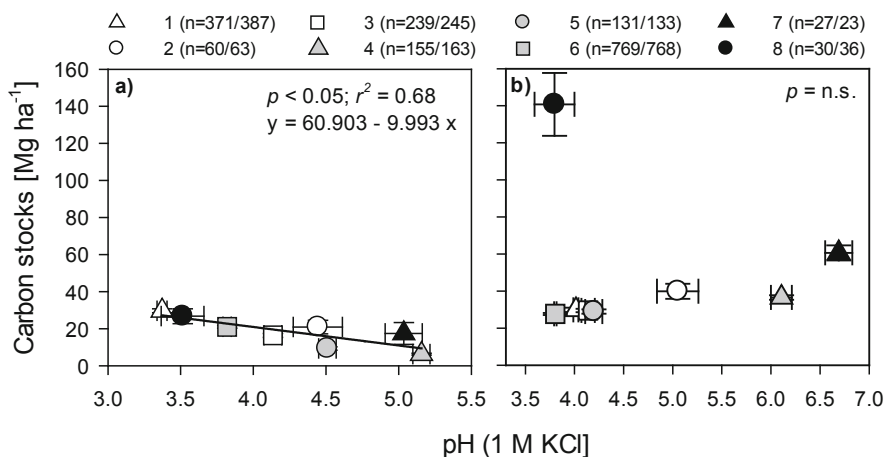 1 (n=371/387) 3 (n=239/245) 5 (n=131/133) 7 (n=27/23)
2 (n=60/63) 4 (n=155/163) 6 (n=769/768) 8 (n=30/36)
Carbon stocks [Mg ha⁻¹]
160
140
120
100
80
60
40
20
0
a)
p < 0.05; r² = 0.68
y = 60.903 - 9.993 x
3.0 3.5 4.0 4.5 5.0 5.5
b)
p = n.s.
3.5 4.0 4.5 5.0 5.5 6.0 6.5 7.0
pH (1 M KCl]